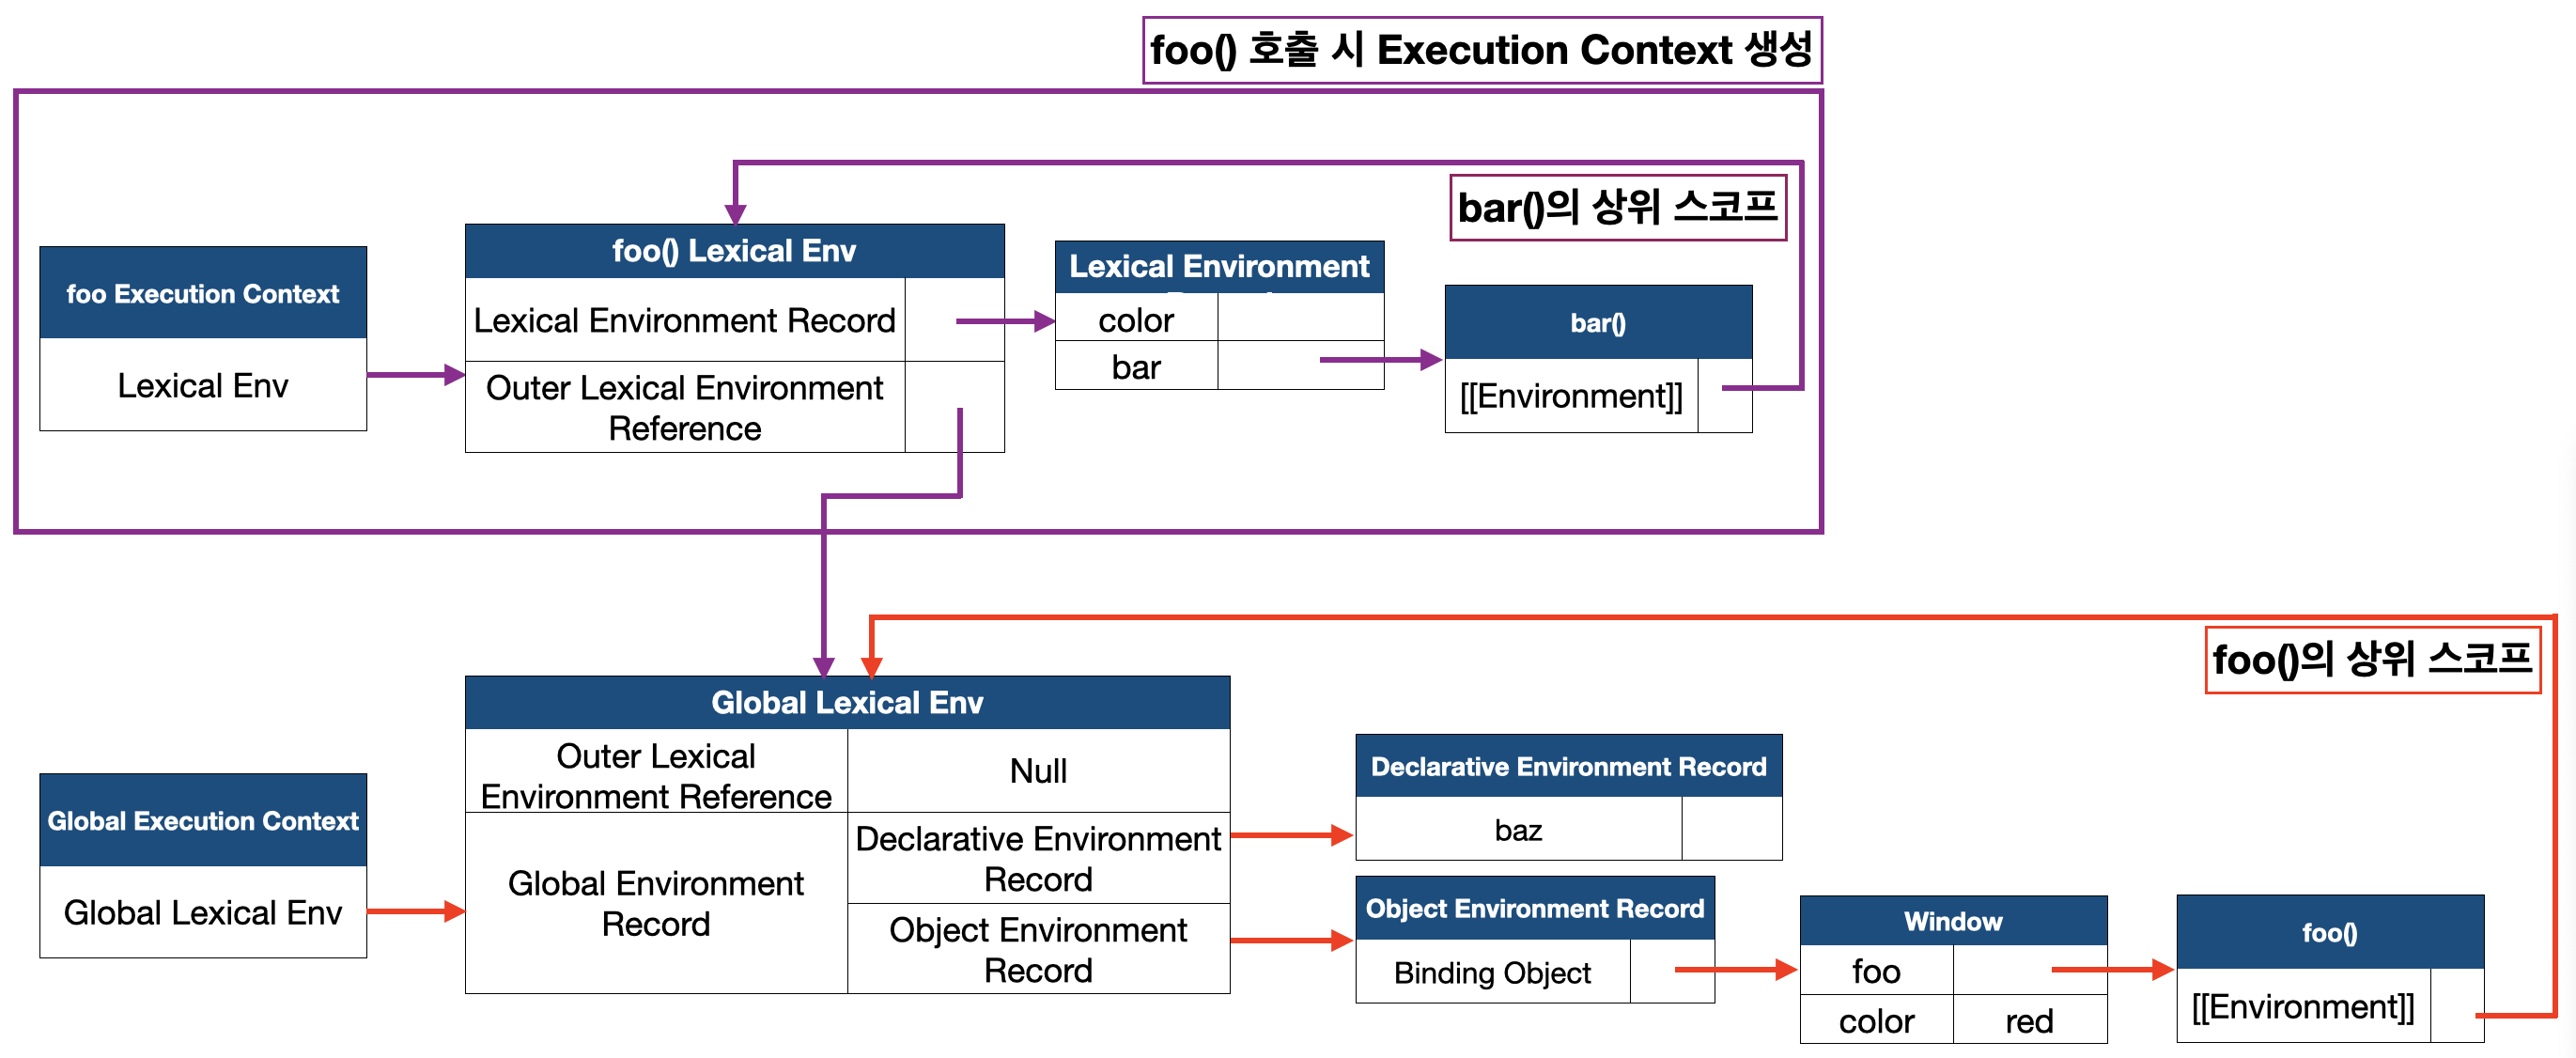 foo() 호출 시 Execution Context 생성
bar()의 상위 스코프
foo Execution Context
Lexical Env
foo() Lexical Env
Lexical Environment Record
Outer Lexical Environment
Reference
Lexical Environment
color
bar
bar()
[[Environment]]
foo()의 상위 스코프
Global Execution Context
Global Lexical Env
Global Lexical Env
Outer Lexical
Environment Reference
Null
Global Environment
Record
Declarative Environment
Record
Object Environment
Record
Declarative Environment Record
baz
Object Environment Record
Binding Object
Window
foo
color
red
foo()
[[Environment]]